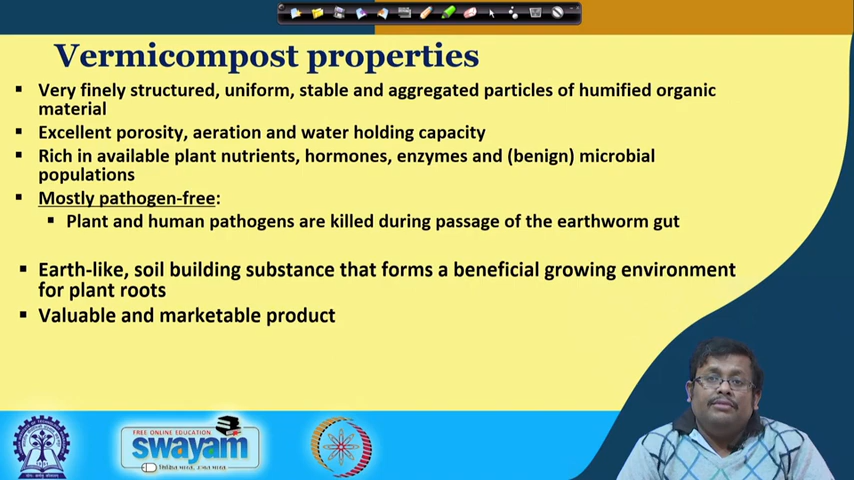 Vermicompost properties
▪ Very finely structured, uniform, stable and aggregated particles of humified organic
material
▪ Excellent porosity, aeration and water holding capacity
▪ Rich in available plant nutrients, hormones, enzymes and (benign) microbial
populations
▪ Mostly pathogen-free:
▪ Plant and human pathogens are killed during passage of the earthworm gut
▪ Earth-like, soil building substance that forms a beneficial growing environment
for plant roots
▪ Valuable and marketable product
FREE ONLINE EDUCATION
swayam